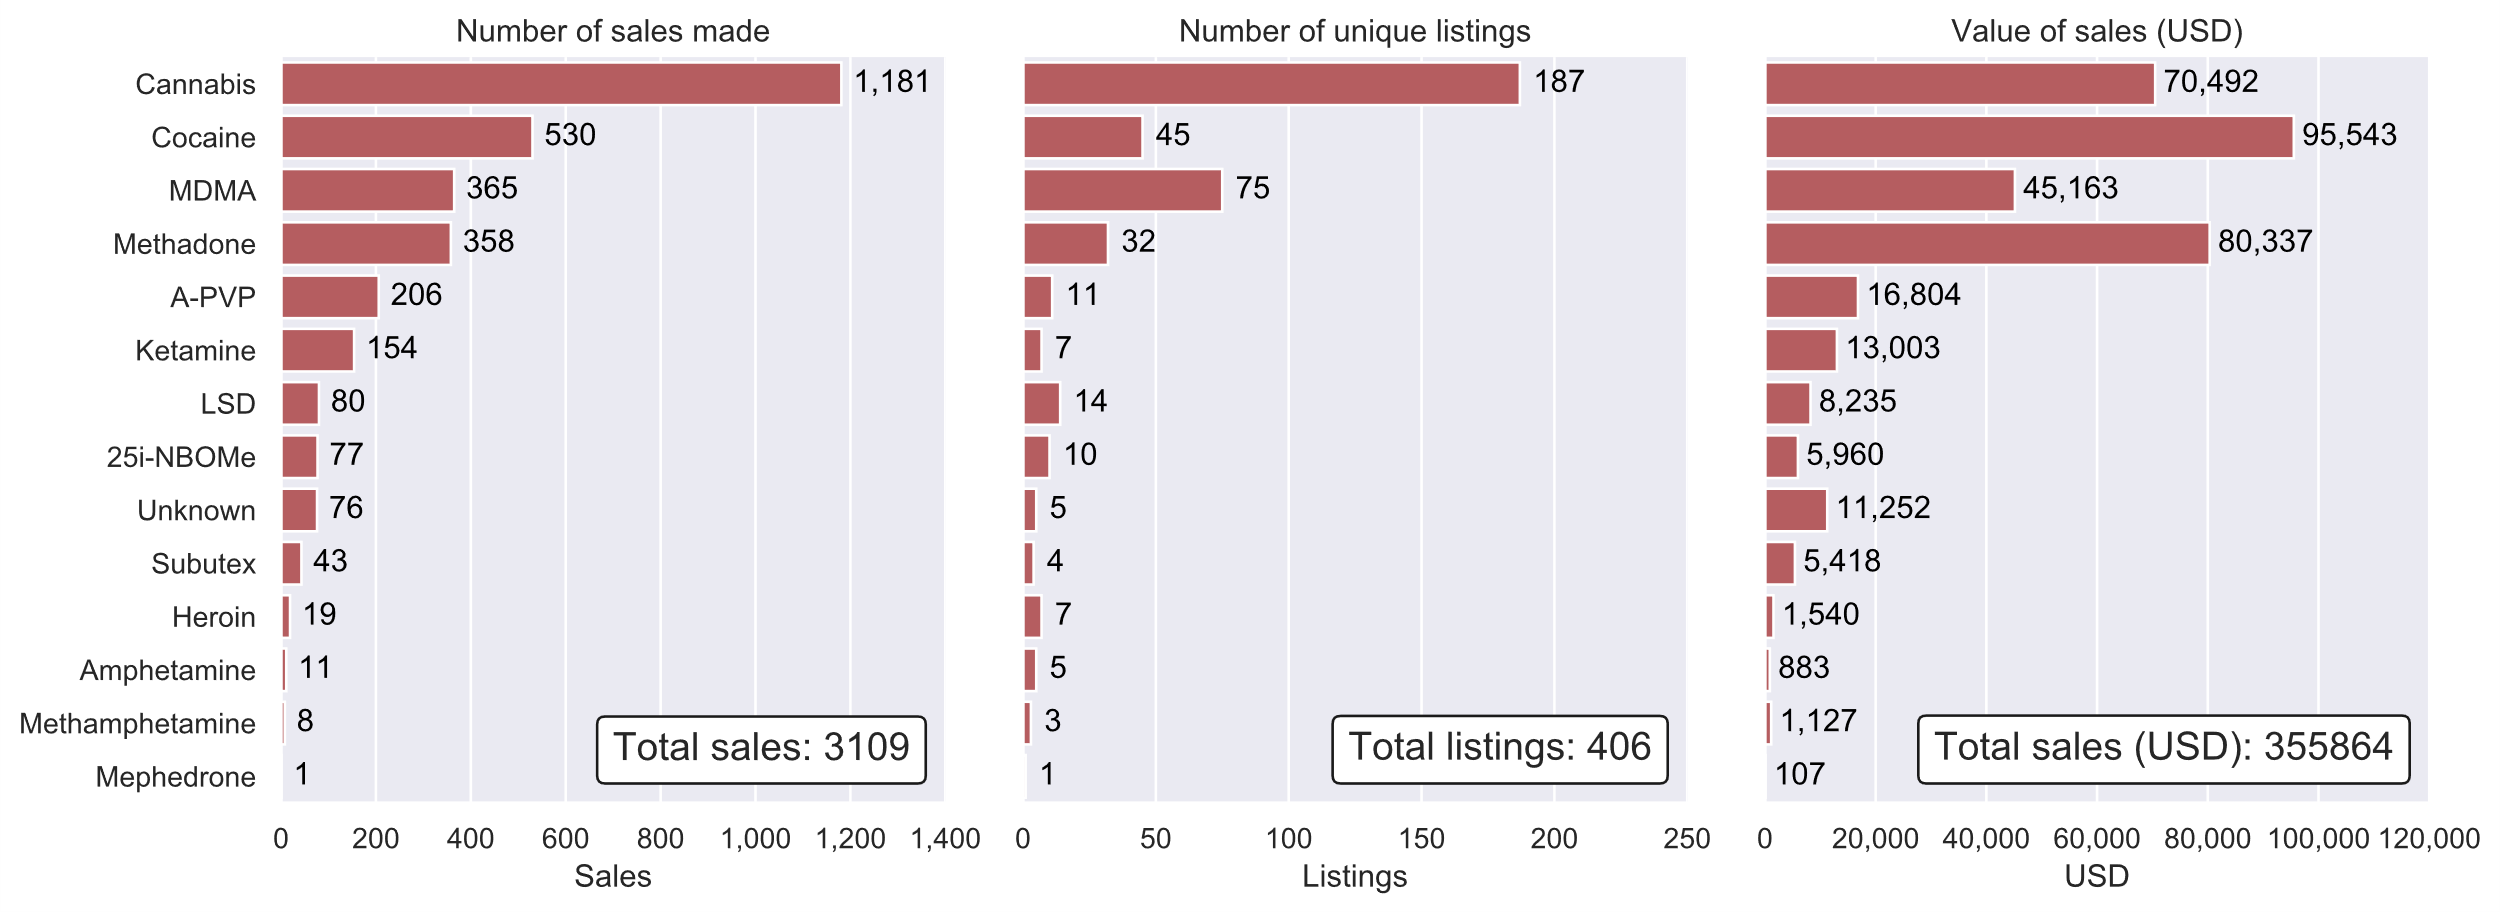 Number of sales made
Cannabis 1,181
Cocaine 530
MDMA 365
Methadone 358
A-PVP 206
Ketamine 154
LSD 80
25i-NBOMe 77
Unknown 76
Subutex 43
Heroin 19
Amphetamine 11
Methamphetamine 8
Mephedrone 1
Total sales: 3109
0 200 400 600 800 1,000 1,200 1,400
Sales
Number of unique listings
187
45
75
32
11
7
14
10
5
4
7
5
3
1
Total listings: 406
0 50 100 150 200 250
Listings
Value of sales (USD)
70,492
95,543
45,163
80,337
16,804
13,003
8,235
5,960
11,252
5,418
1,540
883
1,127
107
Total sales (USD): 355864
0 20,000 40,000 60,000 80,000 100,000 120,000
USD